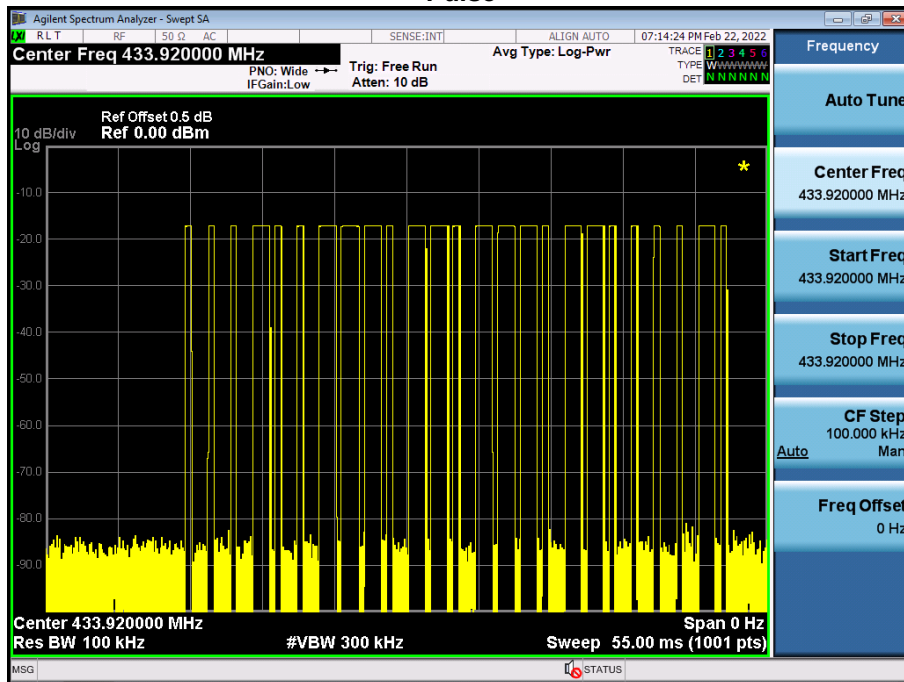 Agilent Spectrum Analyzer - Swept SA
LXI RLT RF 50 Ω AC SENSE:INT ALIGN AUTO 07:14:24 PM Feb 22, 2022
Center Freq 433.920000 MHz
PNO: Wide
IFGain:Low
Trig: Free Run
Atten: 10 dB
Avg Type: Log-Pwr
TRACE 1 2 3 4 5 6
TYPE WWWWWW
DET N N N N N N
Ref Offset 0.5 dB
10 dB/div Ref 0.00 dBm
Log
-10.0
-20.0
-30.0
-40.0
-50.0
-60.0
-70.0
-80.0
-90.0
Center 433.920000 MHz Span 0 Hz
Res BW 100 kHz #VBW 300 kHz Sweep 55.00 ms (1001 pts)
MSG STATUS
Frequency
Auto Tune
Center Freq
433.920000 MHz
Start Freq
433.920000 MHz
Stop Freq
433.920000 MHz
CF Step
100.000 kHz
Auto Man
Freq Offset
0 Hz